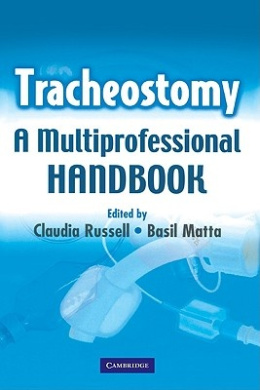 Tracheostomy
A Multiprofessional
HANDBOOK
Edited by
Claudia Russell • Basil Matta
CAMBRIDGE